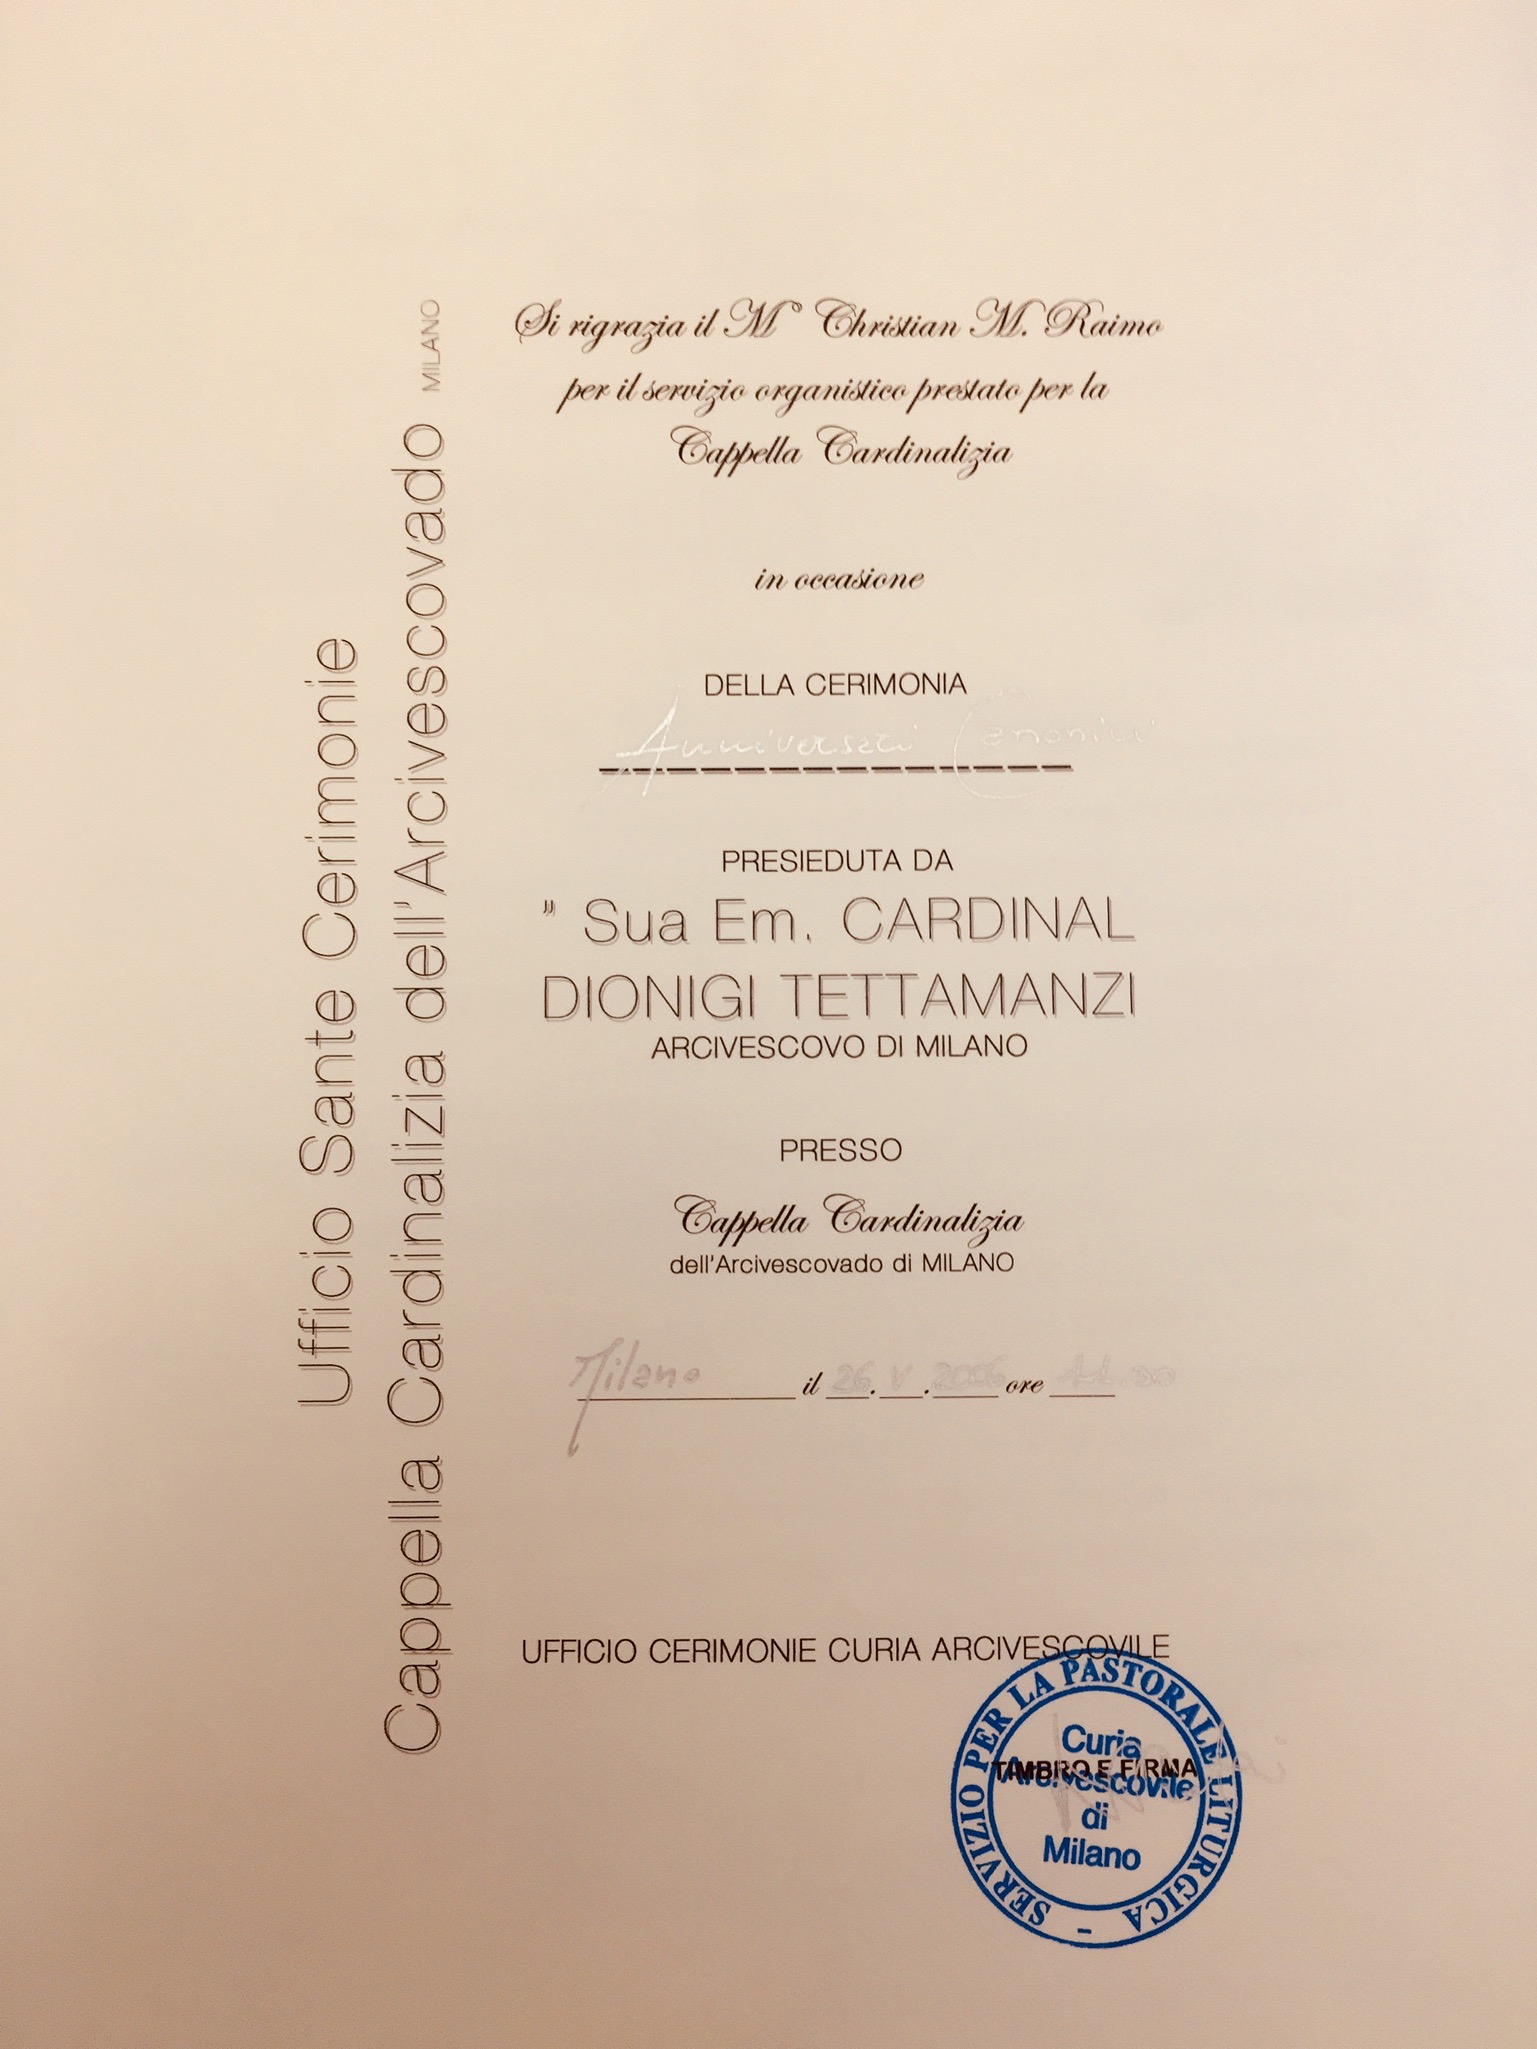 Ufficio Sante Cerimonie
Cappella Cardinalizia dell'Arcivescovado MILANO
Si rigrazia il M° Christian M. Raimo
per il servizio organistico prestato per la
Cappella Cardinalizia
in occasione
DELLA CERIMONIA
Anniversari Canonici
PRESIEDUTA DA
" Sua Em. CARDINAL
DIONIGI TETTAMANZI
ARCIVESCOVO DI MILANO
PRESSO
Cappella Cardinalizia
dell'Arcivescovado di MILANO
Milano il 26. V. 2006 ore 11.30
UFFICIO CERIMONIE CURIA ARCIVESCOVILE
TIMBRO E FIRMA
SERVIZIO PER LA PASTORALE LITURGICA -
Curia
Arcivescovile
di
Milano